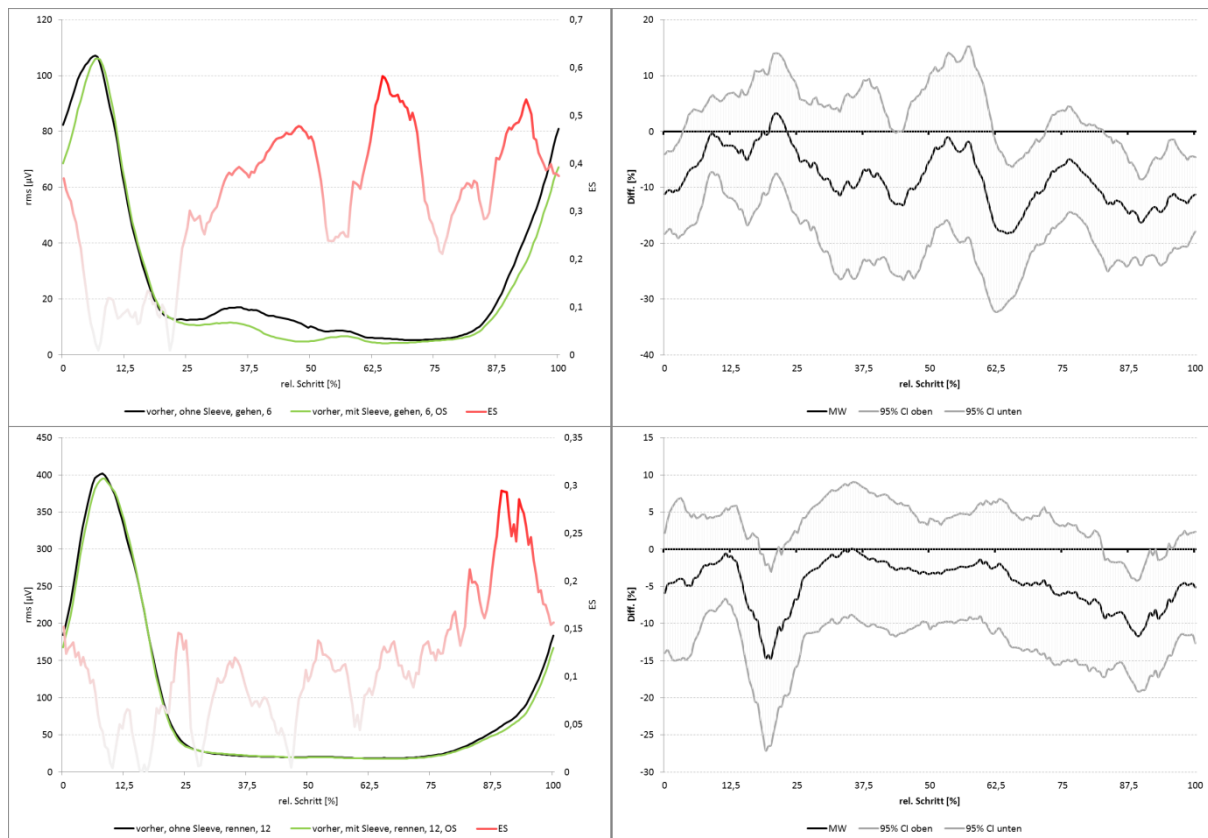 120
100
80
60
40
20
0
rms [µV]
0,7
0,6
0,5
0,4
0,3
0,2
0,1
0
ES
0 12,5 25 37,5 50 62,5 75 87,5 100
rel. Schritt [%]
vorher, ohne Sleeve, gehen, 6 vorher, mit Sleeve, gehen, 6, OS ES
20
10
0
-10
-20
-30
-40
Diff. [%]
0 12,5 25 37,5 50 62,5 75 87,5 100
rel. Schritt [%]
MW 95% CI oben 95% CI unten
450
400
350
300
250
200
150
100
50
0
rms [µV]
0,35
0,3
0,25
0,2
0,15
0,1
0,05
0
ES
0 12,5 25 37,5 50 62,5 75 87,5 100
rel. Schritt [%]
vorher, ohne Sleeve, rennen, 12 vorher, mit Sleeve, rennen, 12, OS ES
15
10
5
0
-5
-10
-15
-20
-25
-30
Diff. [%]
0 12,5 25 37,5 50 62,5 75 87,5 100
rel. Schritt [%]
MW 95% CI oben 95% CI unten